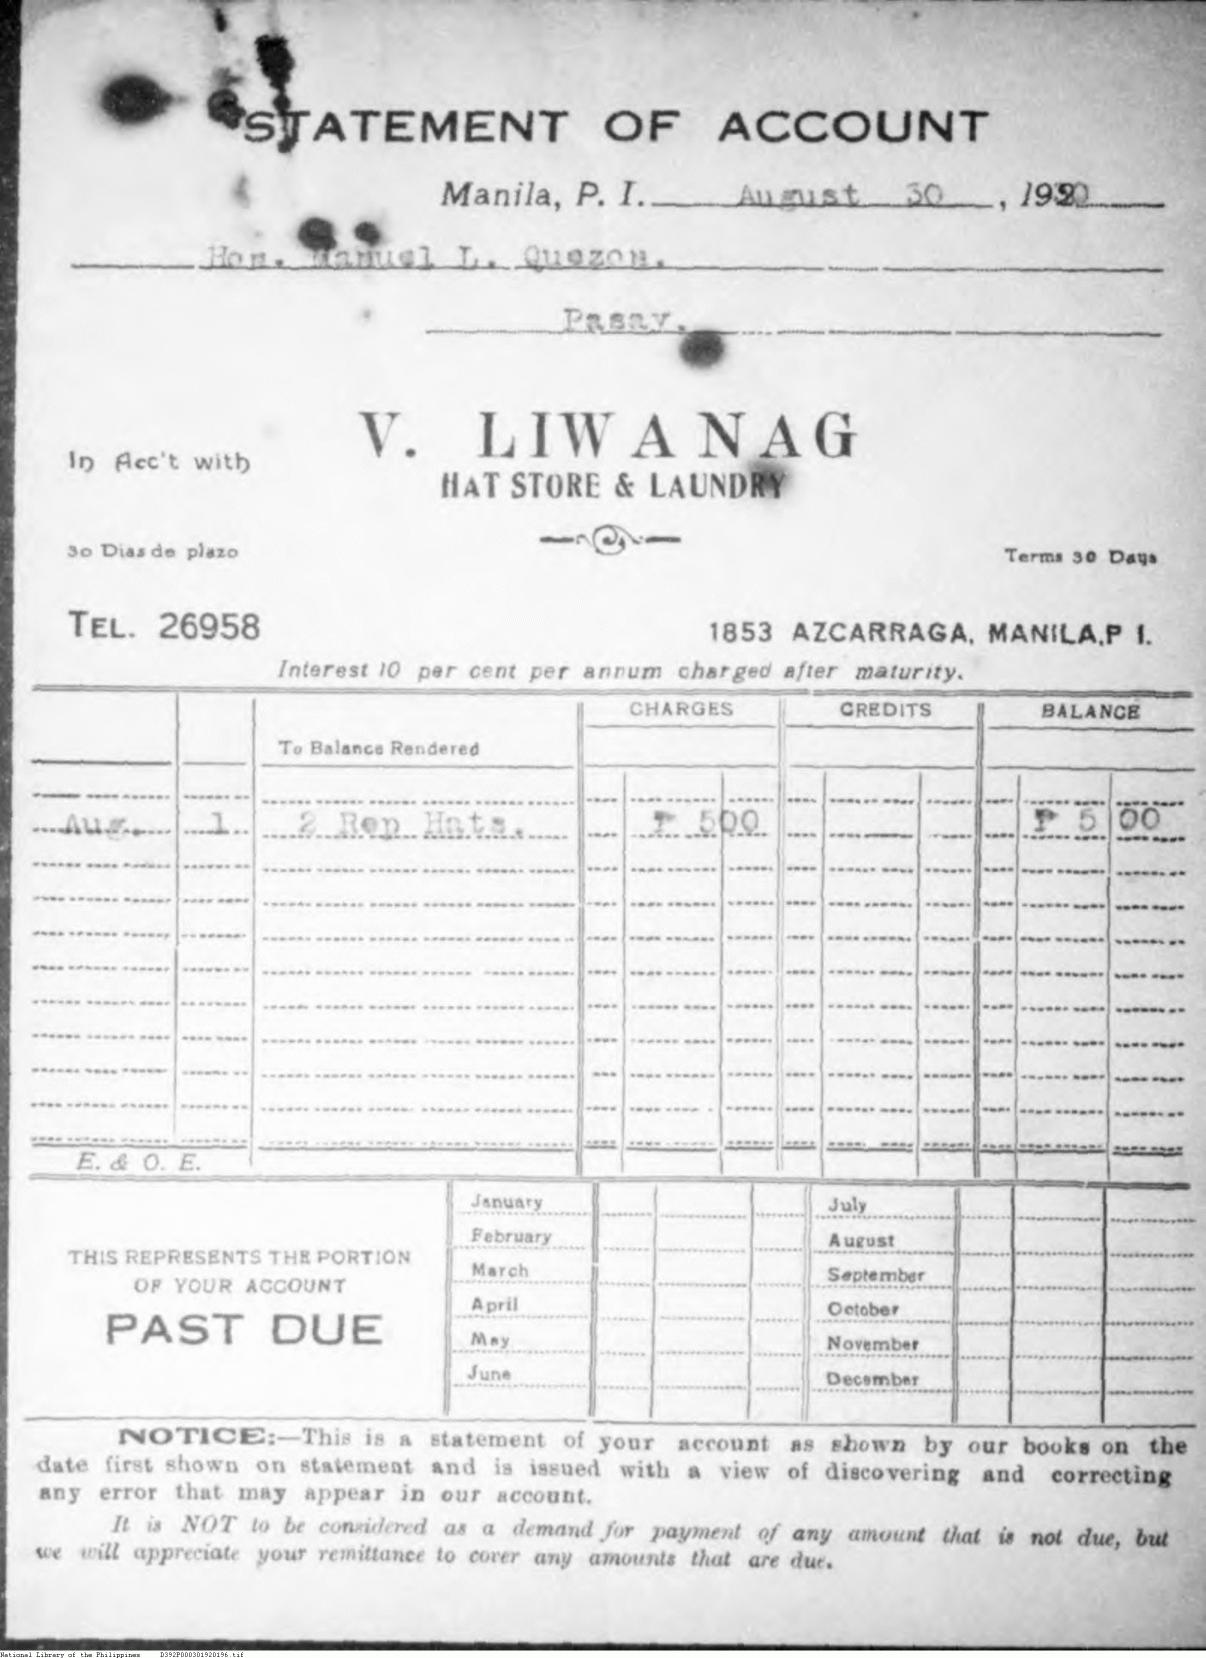 STATEMENT OF ACCOUNT
Manila, P. I. August 30, 1920
Hon. Manuel L. Quezon.
Pasay.
In Acc't with
V. LIWANAG
HAT STORE & LAUNDRY
30 Dias de plazo
Terms 30 Days
TEL. 26958
1853 AZCARRAGA, MANILA, P I.
Interest 10 per cent per annum charged after maturity.
CHARGES CREDITS BALANCE
To Balance Rendered
Aug. 1 2 Rep Hats. ₱ 500 ₱ 5 00
E. & O. E.
THIS REPRESENTS THE PORTION
OF YOUR ACCOUNT
PAST DUE
January
February
March
April
May
June
July
August
September
October
November
December
NOTICE:—This is a statement of your account as shown by our books on the
date first shown on statement and is issued with a view of discovering and correcting
any error that may appear in our account.
It is NOT to be considered as a demand for payment of any amount that is not due, but
we will appreciate your remittance to cover any amounts that are due.
National Library of the Philippines D392P000301920196.tif